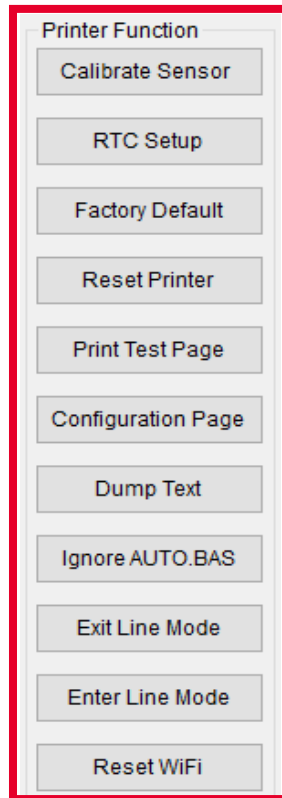 Printer Function
Calibrate Sensor
RTC Setup
Factory Default
Reset Printer
Print Test Page
Configuration Page
Dump Text
Ignore AUTO.BAS
Exit Line Mode
Enter Line Mode
Reset WiFi